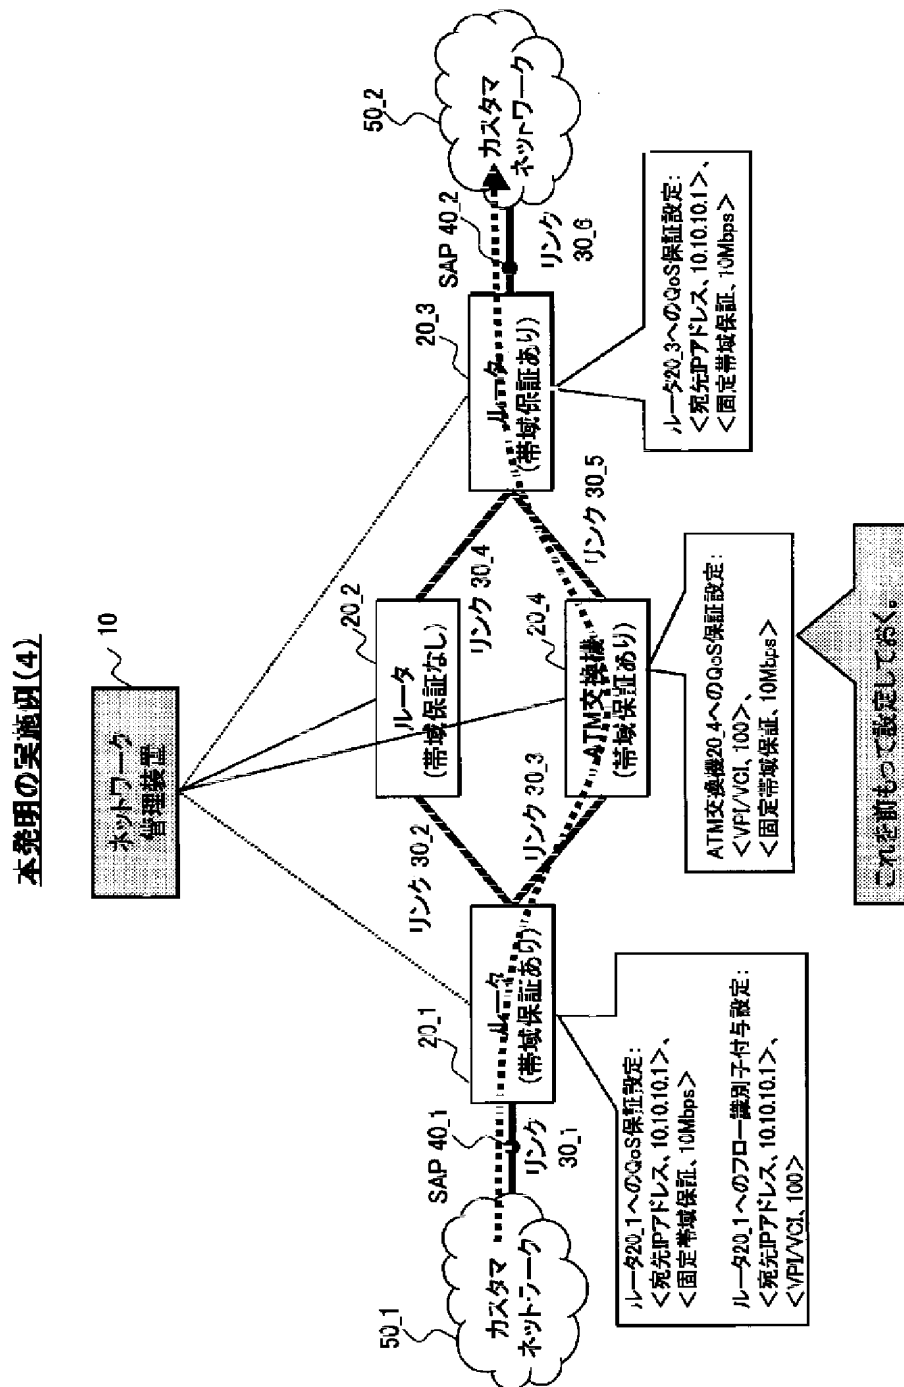 本発明の実施例(4)
10
ネットワーク
管理装置
20_2
ルータ
(帯域保証なし)
リンク 30_2
リンク 30_4
50_1
カスタマ
ネットワーク
SAP 40_1
リンク
30_1
20_1
ルータ
(帯域保証あり)
リンク 30_3
20_4
ATM交換機
(帯域保証あり)
リンク 30_5
20_3
ルータ
(帯域保証あり)
SAP 40_2
リンク
30_6
50_2
カスタマ
ネットワーク
ルータ20_1へのQoS保証設定:
<宛先IPアドレス、10.10.10.1>、
<固定帯域保証、10Mbps>
ルータ20_1へのフロー識別子付与設定:
<宛先IPアドレス、10.10.10.1>、
<VPI/VCI、100>
ATM交換機20_4へのQoS保証設定:
<VPI/VCI、100>、
<固定帯域保証、10Mbps>
ルータ20_3へのQoS保証設定:
<宛先IPアドレス、10.10.10.1>、
<固定帯域保証、10Mbps>
これを前もって設定しておく。